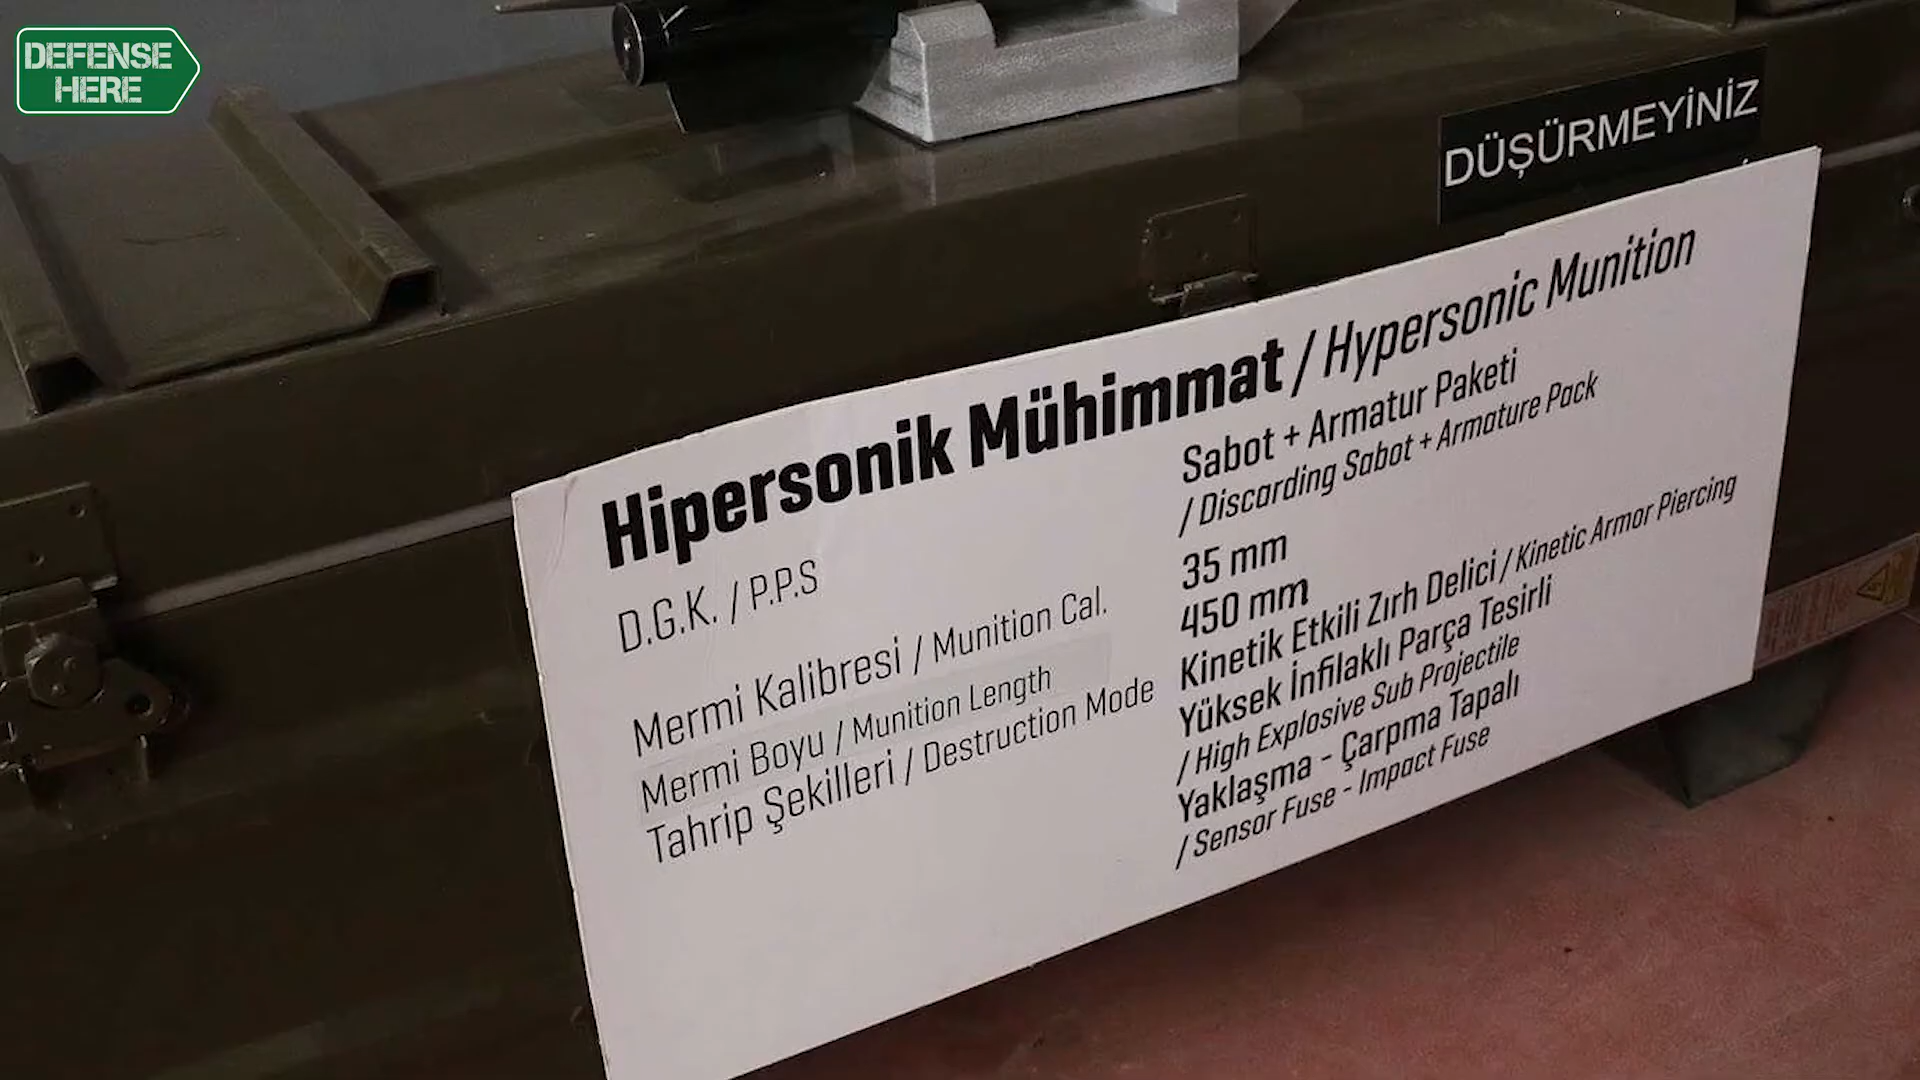 DEFENSE
HERE
DÜŞÜRMEYİNİZ
Hipersonik Mühimmat / Hypersonic Munition
D.G.K. / P.P.S
Sabot + Armatur Paketi
/ Discarding Sabot + Armature Pack
Mermi Kalibresi / Munition Cal.
35 mm
Mermi Boyu / Munition Length
450 mm
Tahrip Şekilleri / Destruction Mode
Kinetik Etkili Zırh Delici / Kinetic Armor Piercing
Yüksek İnfilaklı Parça Tesirli
/ High Explosive Sub Projectile
Yaklaşma - Çarpma Tapalı
/ Sensor Fuse - Impact Fuse